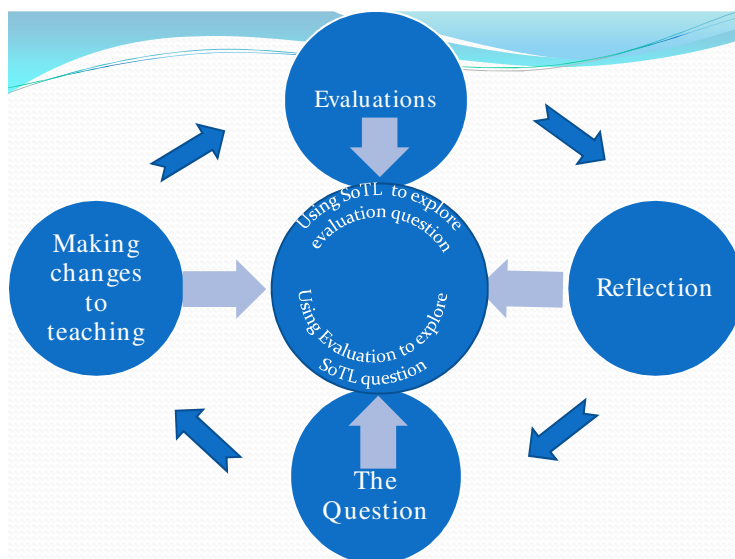 Evaluations
Using SoTL to explore
evaluation question
Making
changes
to
teaching
Reflection
Using Evaluation to explore
SoTL question
The
Question